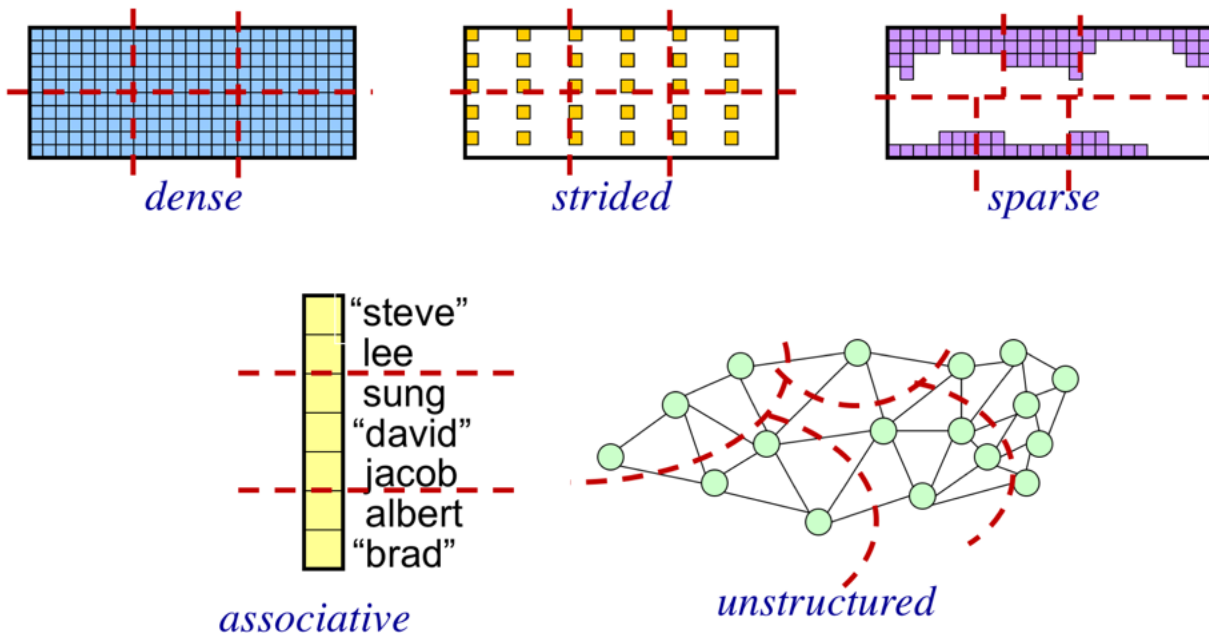 dense
strided
sparse
“steve”
lee
sung
“david”
jacob
albert
“brad”
associative
unstructured